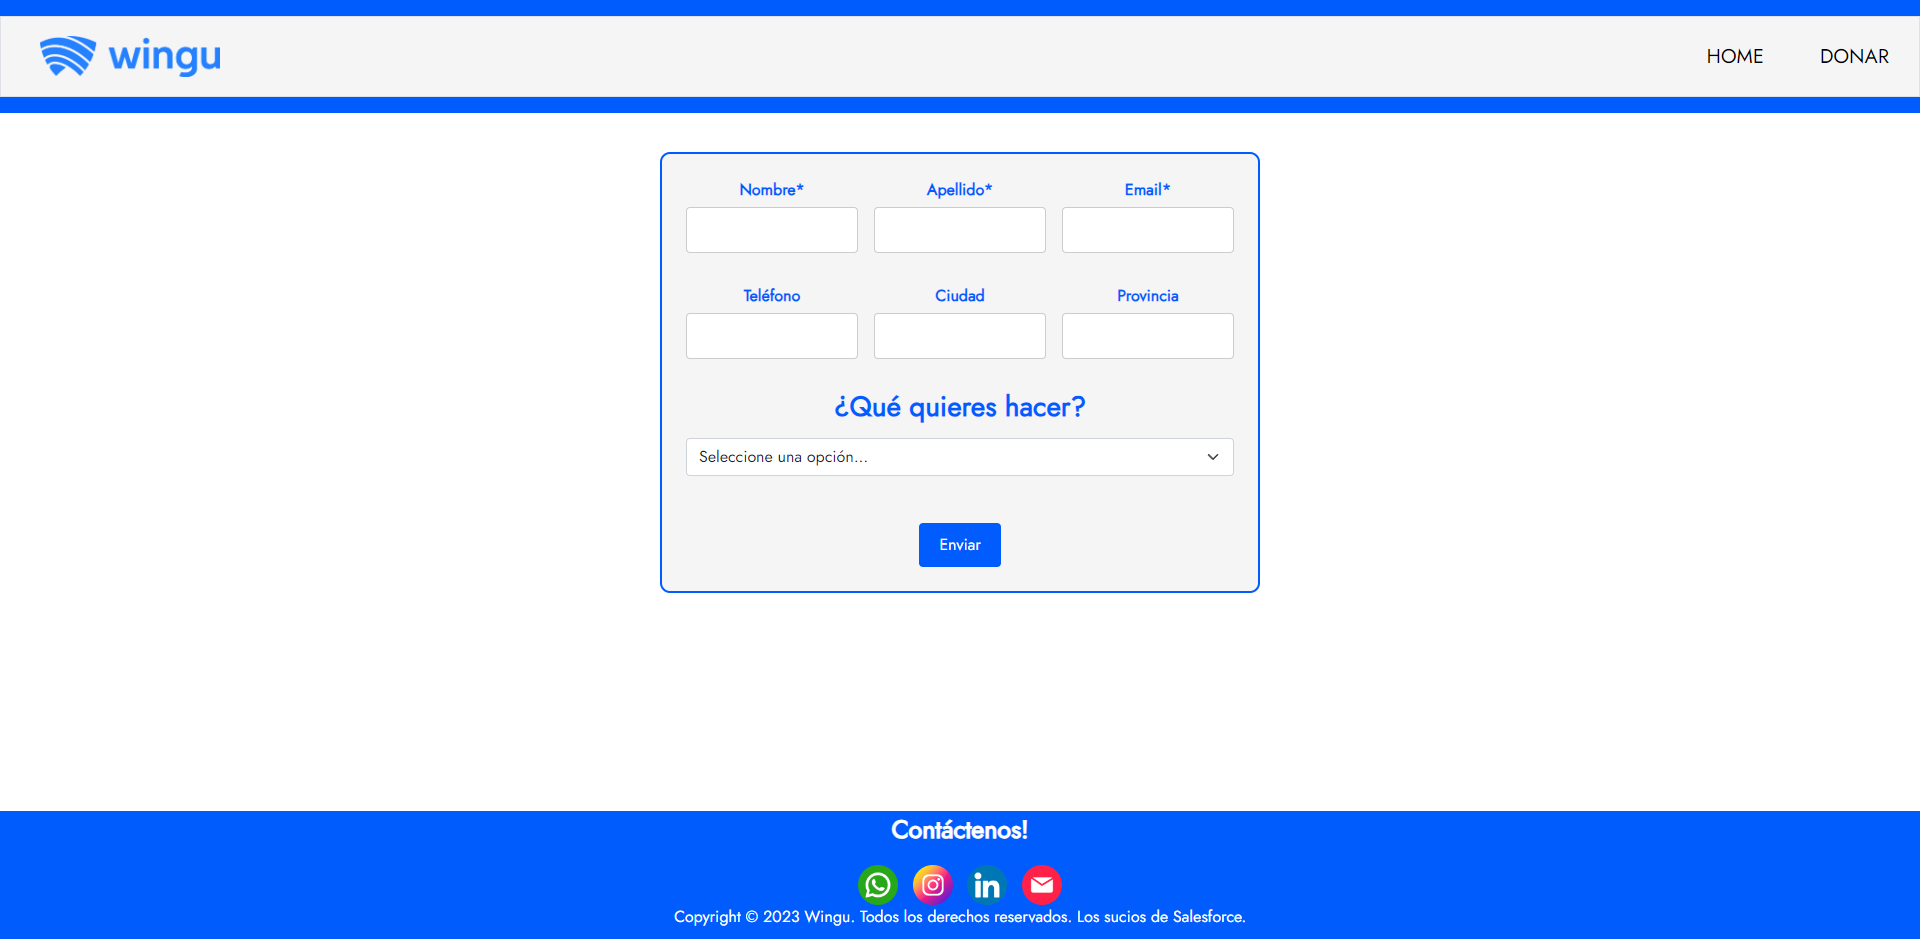 wingu
HOME DONAR
Nombre* Apellido* Email*
Teléfono Ciudad Provincia
¿Qué quieres hacer?
Seleccione una opción...
Enviar
Contáctenos!
in
Copyright © 2023 Wingu. Todos los derechos reservados. Los sucios de Salesforce.